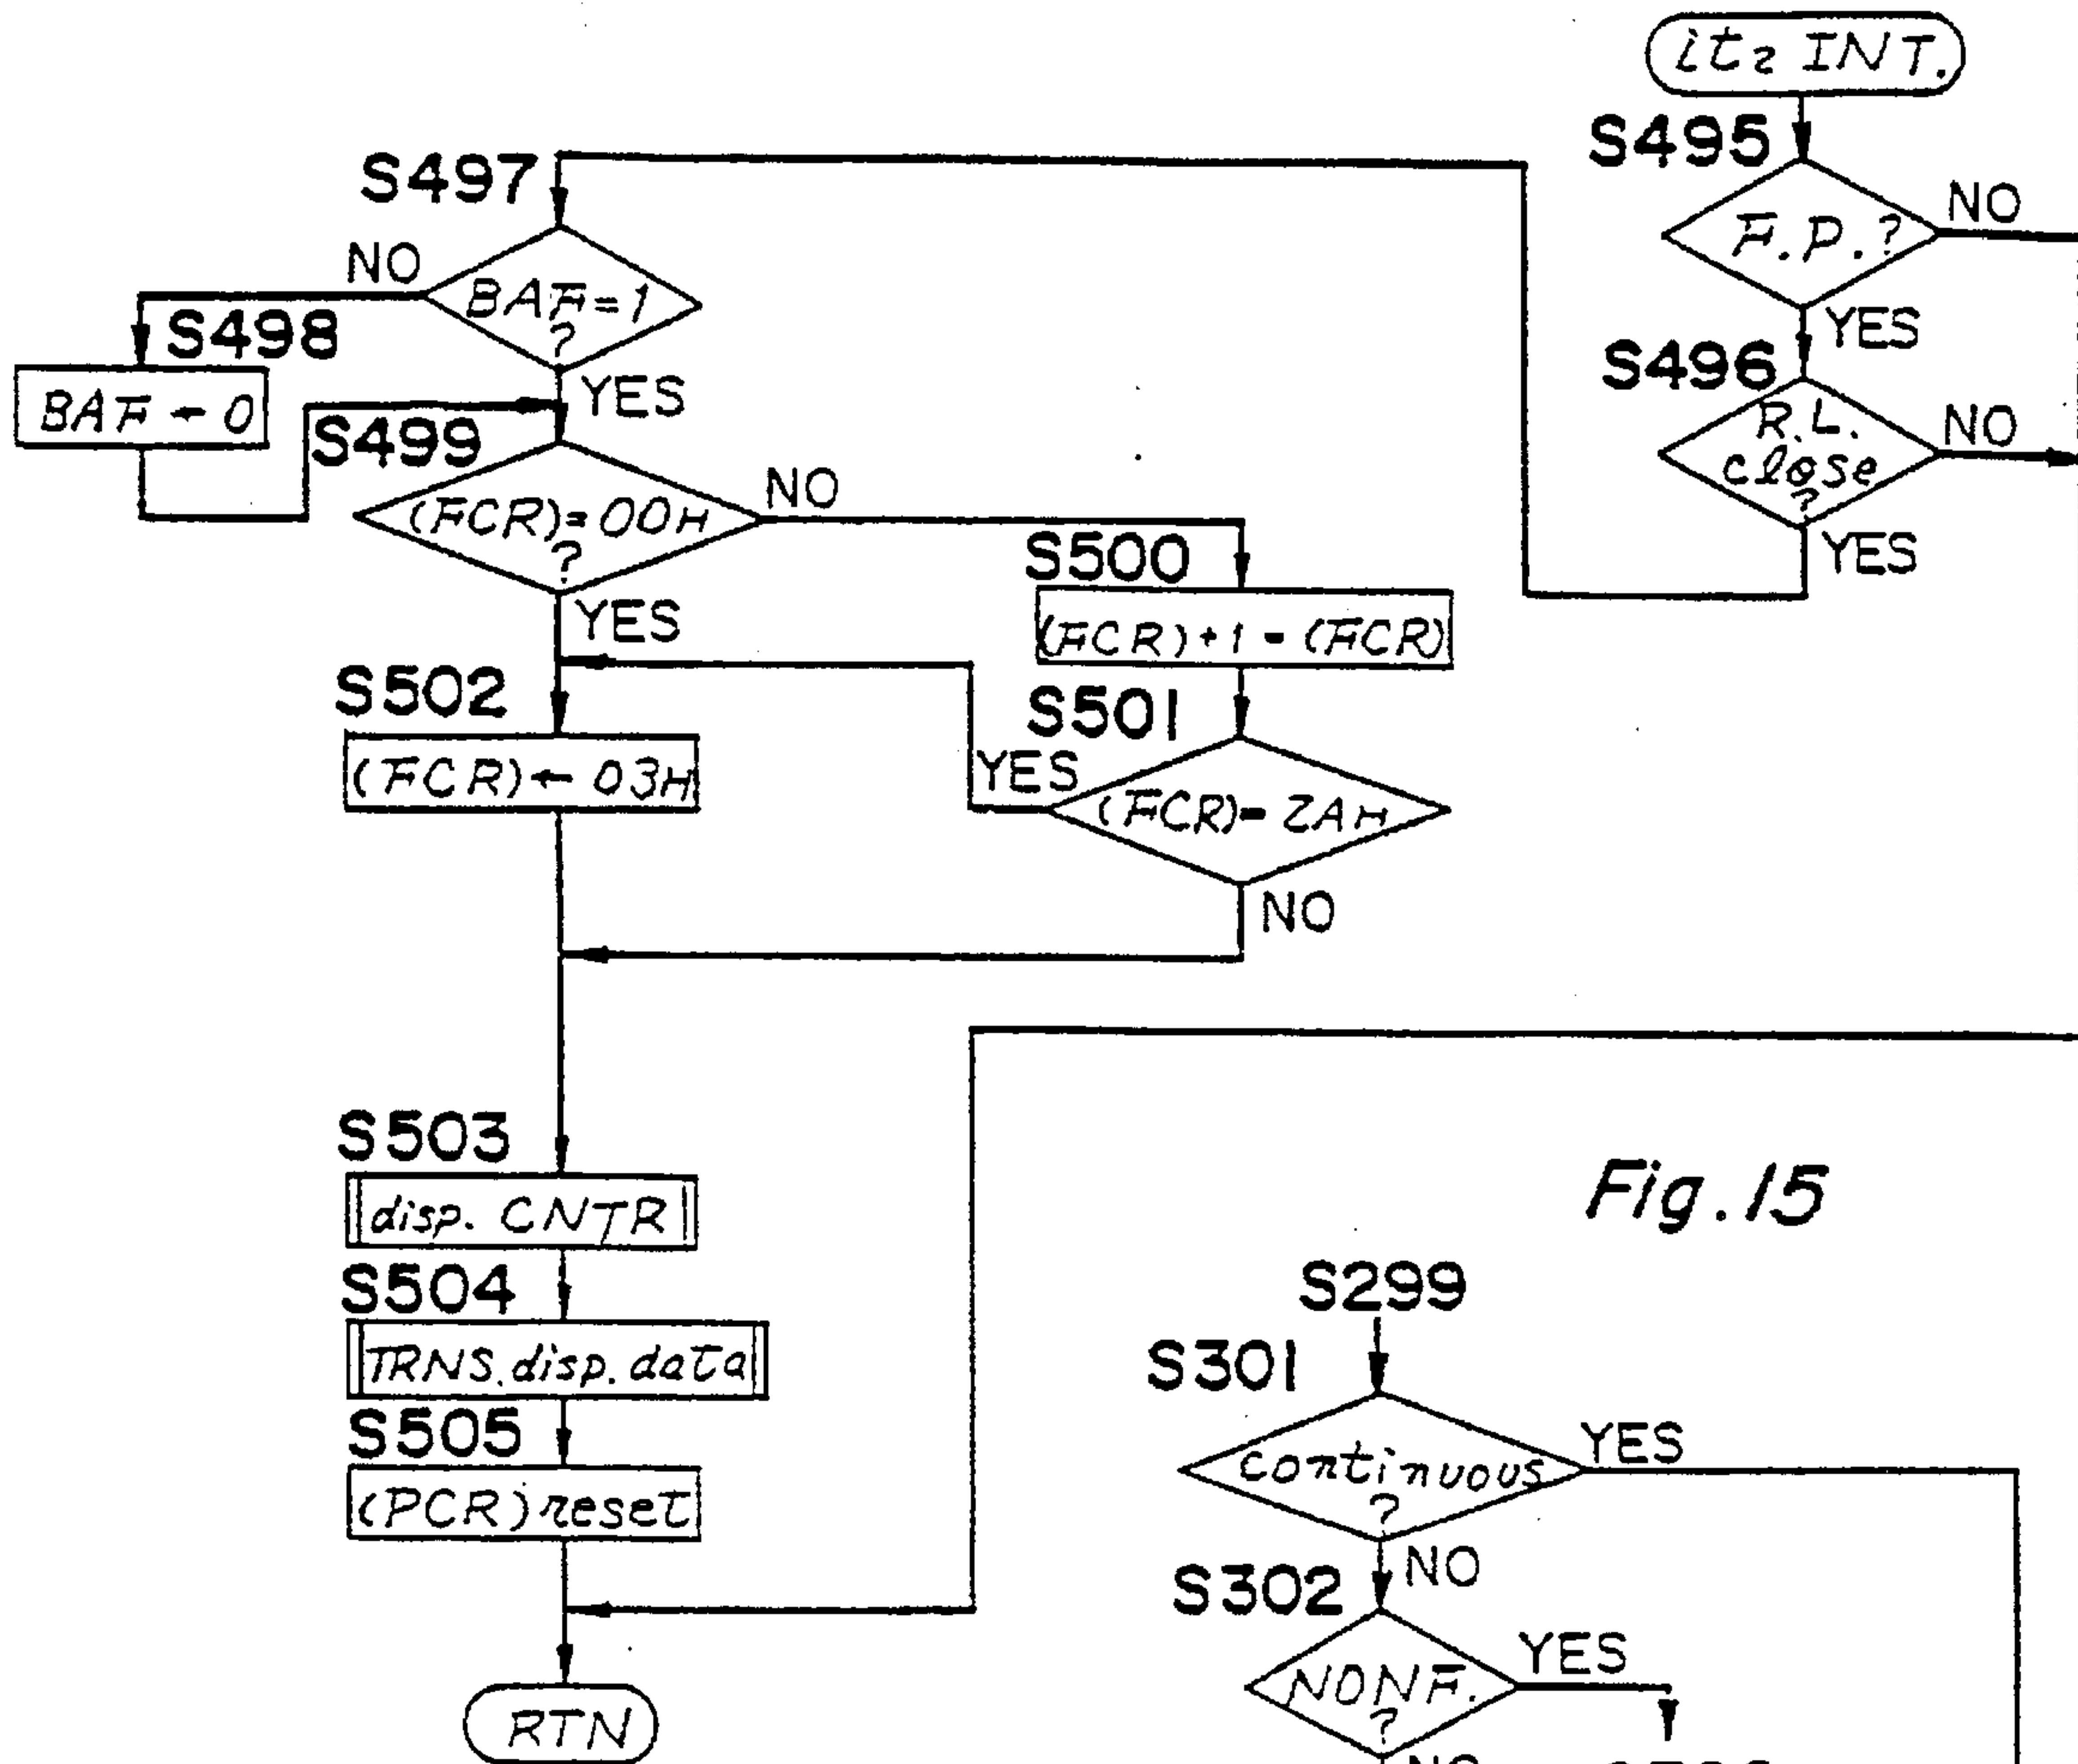 it2 INT.
S495
F.P.?
NO
YES
S496
R.L.
close
?
NO
YES
S497
BAF=1
?
NO
YES
S498
BAF ← 0
S499
(FCR)=00H
?
NO
YES
S500
(FCR)+1 - (FCR)
S501
(FCR)- 2AH
YES
NO
S502
(FCR)← 03H
S503
disp. CNTR
S504
TRNS.disp.data
S505
(PCR)reset
RTN
Fig. 15
S299
S301
continuous
?
YES
NO
S302
NONF.
?
YES
NO